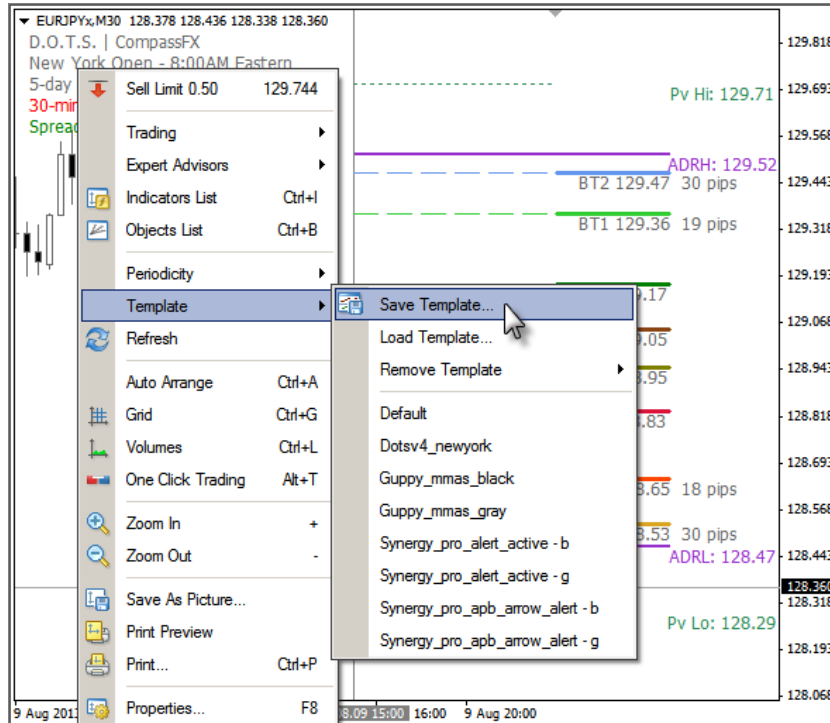 EURJPYx,M30 128.378 128.436 128.338 128.360
D.O.T.S. | CompassFX
New York Open - 8:00AM Eastern
5-day
30-min
Spread
129.818
129.693
129.568
129.443
129.318
129.193
129.068
128.943
128.818
128.693
128.568
128.443
128.360
128.318
128.193
128.068
Pv Hi: 129.71
ADRH: 129.52
BT2 129.47 30 pips
BT1 129.36 19 pips
.17
.05
.95
.83
.65 18 pips
.53 30 pips
ADRL: 128.47
Pv Lo: 128.29
Sell Limit 0.50 129.744
Trading
Expert Advisors
Indicators List Ctrl+I
Objects List Ctrl+B
Periodicity
Template
Refresh
Auto Arrange Ctrl+A
Grid Ctrl+G
Volumes Ctrl+L
One Click Trading Alt+T
Zoom In +
Zoom Out -
Save As Picture...
Print Preview
Print... Ctrl+P
Properties... F8
Save Template...
Load Template...
Remove Template
Default
Dotsv4_newyork
Guppy_mmas_black
Guppy_mmas_gray
Synergy_pro_alert_active - b
Synergy_pro_alert_active - g
Synergy_pro_apb_arrow_alert - b
Synergy_pro_apb_arrow_alert - g
9 Aug 2013
8.09 15:00 16:00 9 Aug 20:00